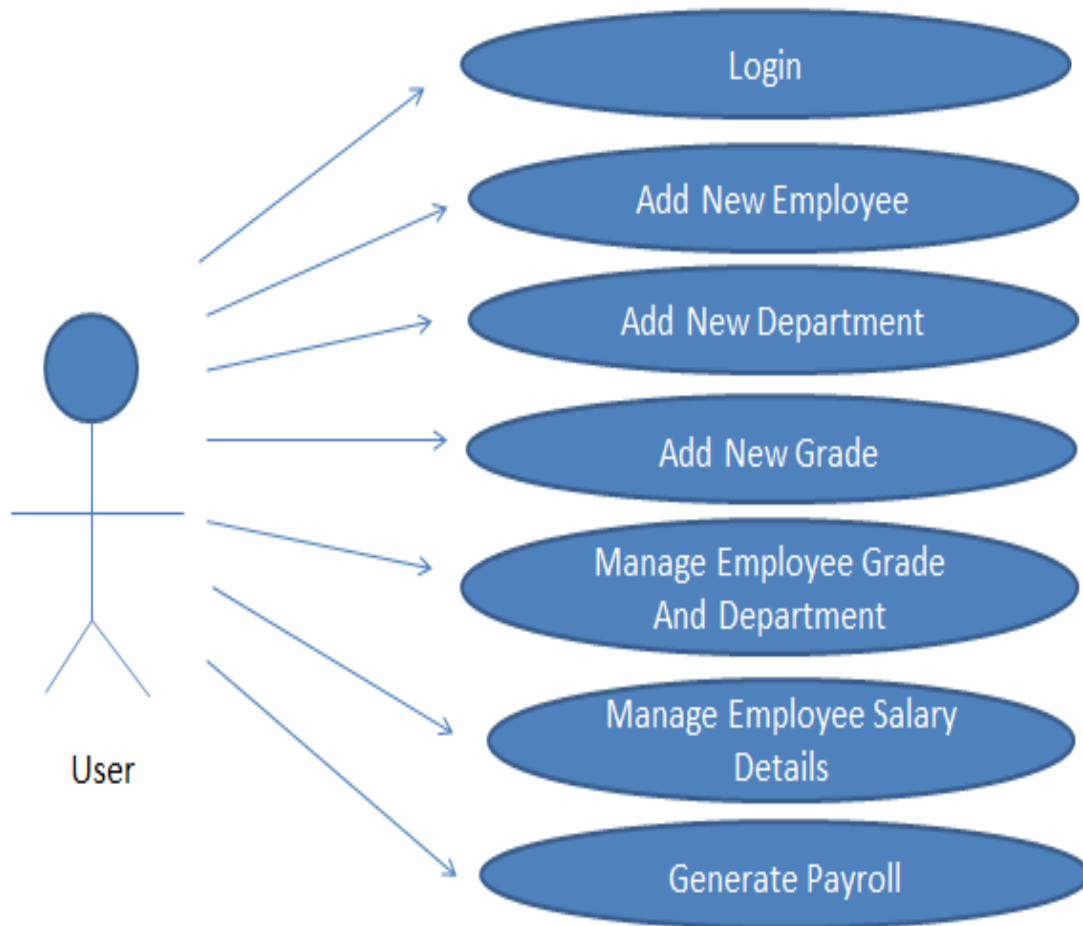 Login
Add New Employee
Add New Department
Add New Grade
Manage Employee Grade
And Department
Manage Employee Salary
Details
User
Generate Payroll